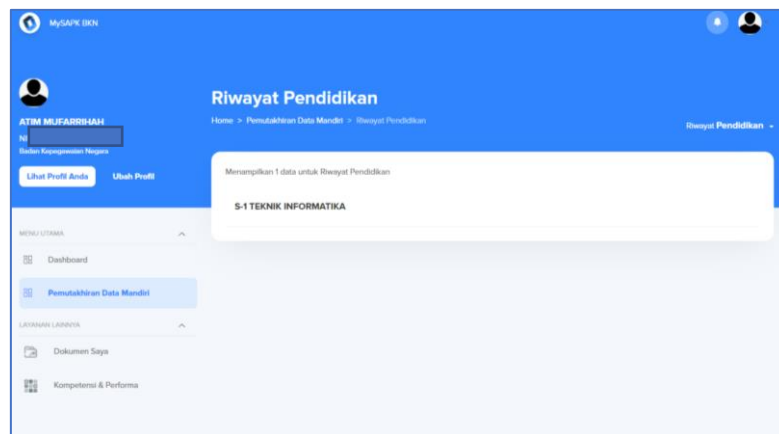 MySAPK BKN
ATIM MUFARRIHAH
NI
Badan Kepegawaian Negara
Lihat Profil Anda
Ubah Profil
MENU UTAMA
Dashboard
Pemutakhiran Data Mandiri
LAYANAN LAINNYA
Dokumen Saya
Kompetensi & Performa
Riwayat Pendidikan
Home > Pemutakhiran Data Mandiri > Riwayat Pendidikan
Riwayat Pendidikan
Menampilkan 1 data untuk Riwayat Pendidikan
S-1 TEKNIK INFORMATIKA